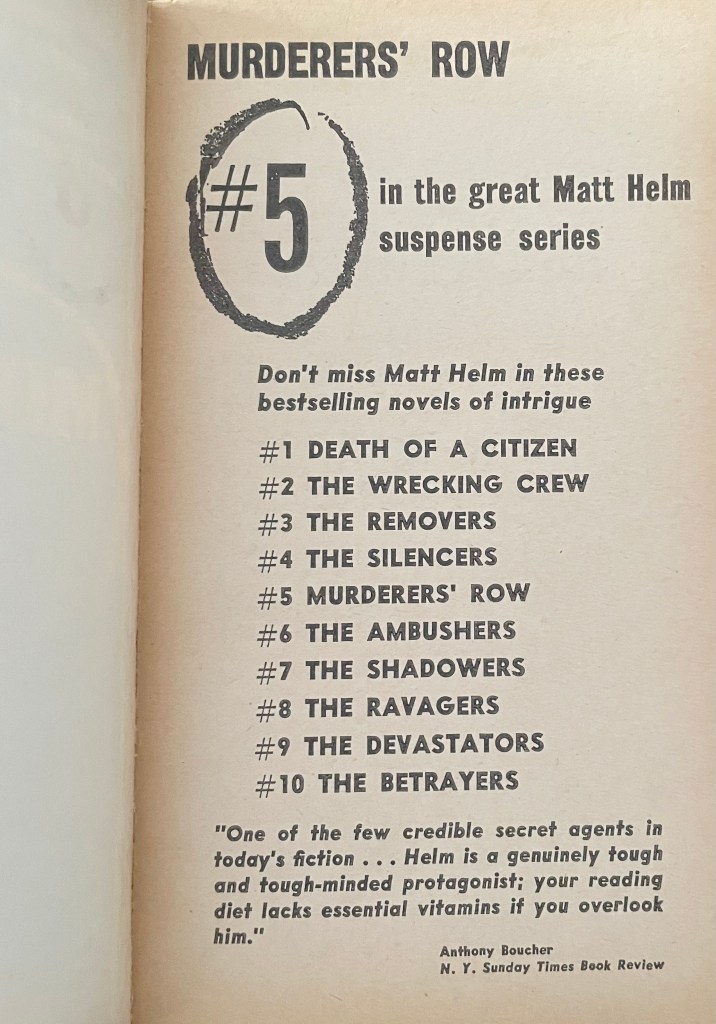 MURDERERS' ROW
#5
in the great Matt Helm
suspense series
Don't miss Matt Helm in these
bestselling novels of intrigue
#1 DEATH OF A CITIZEN
#2 THE WRECKING CREW
#3 THE REMOVERS
#4 THE SILENCERS
#5 MURDERERS' ROW
#6 THE AMBUSHERS
#7 THE SHADOWERS
#8 THE RAVAGERS
#9 THE DEVASTATORS
#10 THE BETRAYERS
"One of the few credible secret agents in
today's fiction . . . Helm is a genuinely tough
and tough-minded protagonist; your reading
diet lacks essential vitamins if you overlook
him."
Anthony Boucher
N. Y. Sunday Times Book Review